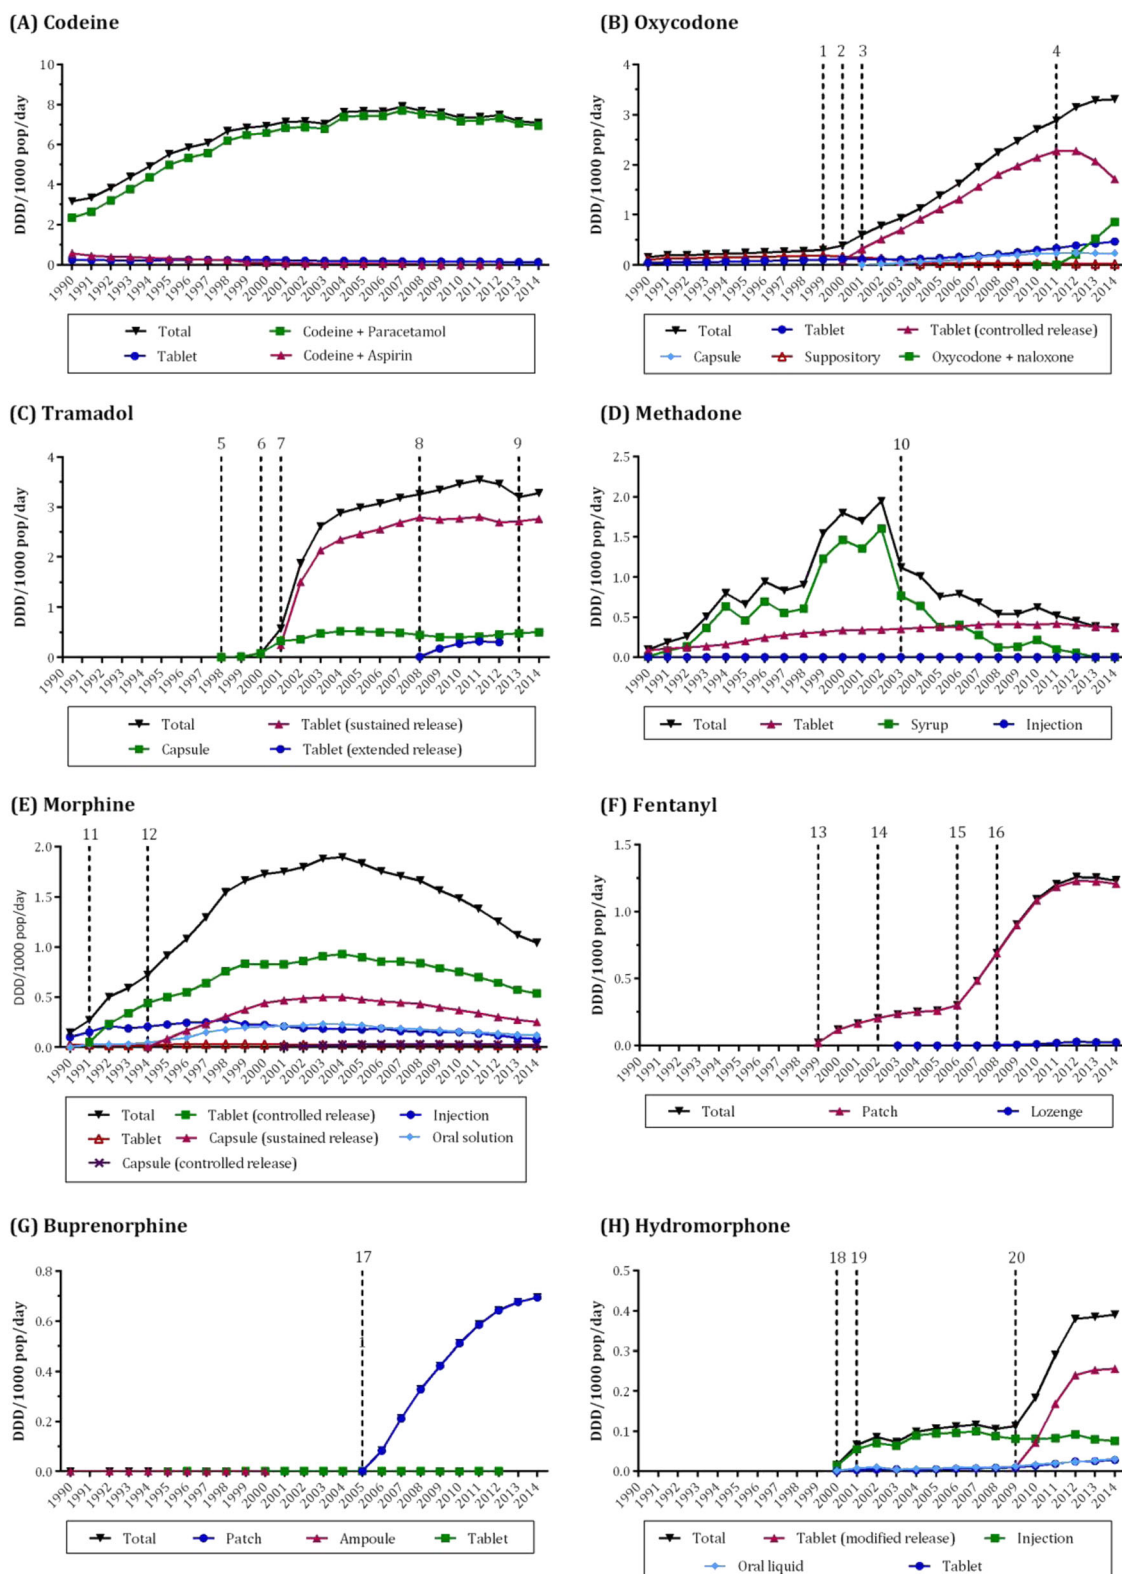 (A) Codeine
DDD/1000 pop/day
10
8
6
4
2
0
1990 1991 1992 1993 1994 1995 1996 1997 1998 1999 2000 2001 2002 2003 2004 2005 2006 2007 2008 2009 2010 2011 2012 2013 2014
Total Codeine + Paracetamol
Tablet Codeine + Aspirin
(B) Oxycodone
DDD/1000 pop/day
1 2 3 4
4
3
2
1
0
1990 1991 1992 1993 1994 1995 1996 1997 1998 1999 2000 2001 2002 2003 2004 2005 2006 2007 2008 2009 2010 2011 2012 2013 2014
Total Tablet Tablet (controlled release)
Capsule Suppository Oxycodone + naloxone
(C) Tramadol
DDD/1000 pop/day
5 6 7 8 9
4
3
2
1
0
1990 1991 1992 1993 1994 1995 1996 1997 1998 1999 2000 2001 2002 2003 2004 2005 2006 2007 2008 2009 2010 2011 2012 2013 2014
Total Tablet (sustained release)
Capsule Tablet (extended release)
(D) Methadone
DDD/1000 pop/day
10
2.5
2.0
1.5
1.0
0.5
0.0
1990 1991 1992 1993 1994 1995 1996 1997 1998 1999 2000 2001 2002 2003 2004 2005 2006 2007 2008 2009 2010 2011 2012 2013 2014
Total Tablet Syrup Injection
(E) Morphine
DDD/1000 pop/day
11 12
2.0
1.5
1.0
0.5
0.0
1990 1991 1992 1993 1994 1995 1996 1997 1998 1999 2000 2001 2002 2003 2004 2005 2006 2007 2008 2009 2010 2011 2012 2013 2014
Total Tablet (controlled release) Injection
Tablet Capsule (sustained release) Oral solution
Capsule (controlled release)
(F) Fentanyl
DDD/1000 pop/day
13 14 15 16
1.5
1.0
0.5
0.0
1990 1991 1992 1993 1994 1995 1996 1997 1998 1999 2000 2001 2002 2003 2004 2005 2006 2007 2008 2009 2010 2011 2012 2013 2014
Total Patch Lozenge
(G) Buprenorphine
DDD/1000 pop/day
17
0.8
0.6
0.4
0.2
0.0
1990 1991 1992 1993 1994 1995 1996 1997 1998 1999 2000 2001 2002 2003 2004 2005 2006 2007 2008 2009 2010 2011 2012 2013 2014
Total Patch Ampoule Tablet
(H) Hydromorphone
DDD/1000 pop/day
18 19 20
0.5
0.4
0.3
0.2
0.1
0.0
1990 1991 1992 1993 1994 1995 1996 1997 1998 1999 2000 2001 2002 2003 2004 2005 2006 2007 2008 2009 2010 2011 2012 2013 2014
Total Tablet (modified release) Injection
Oral liquid Tablet